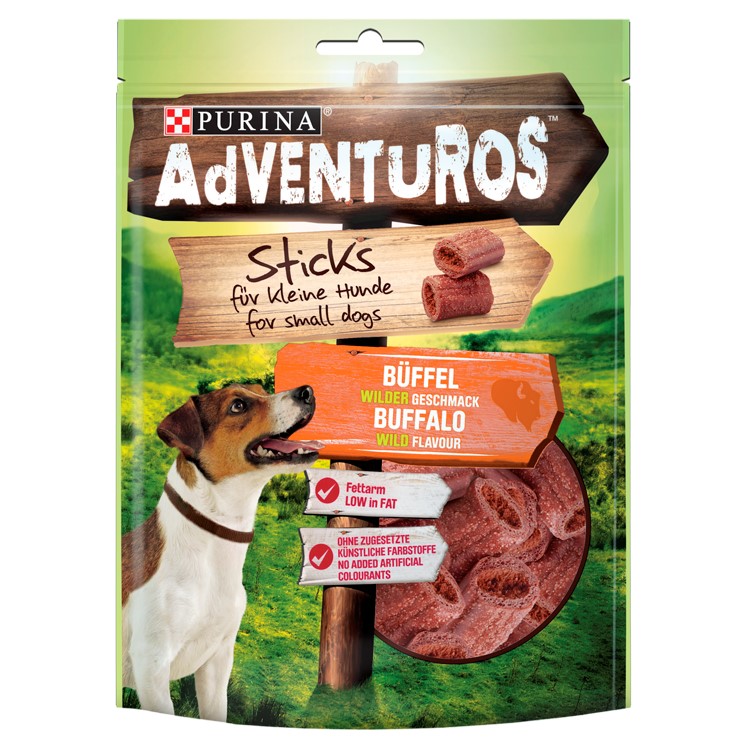 PURINA®
AdVENTUROS™
Sticks
für kleine Hunde
for small dogs
BÜFFEL
WILDER GESCHMACK
BUFFALO
WILD FLAVOUR
Fettarm
LOW in FAT
OHNE ZUGESETZTE
KÜNSTLICHE FARBSTOFFE
NO ADDED ARTIFICIAL
COLOURANTS